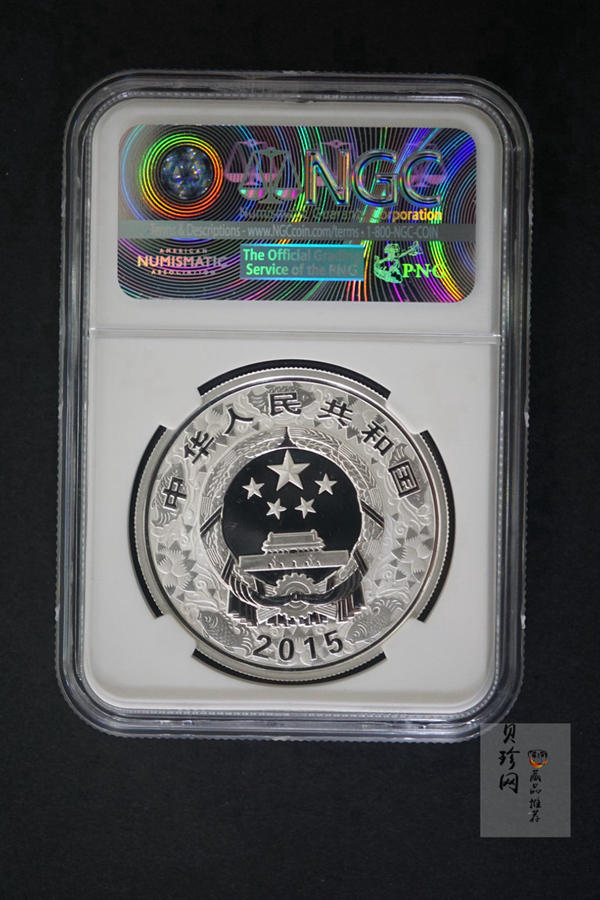 NGC
Numismatic Guaranty Corporation
Terms & Descriptions - www.NGCcoin.com/terms • 1-800-NGC-COIN
AMERICAN
NUMISMATIC
ASSOCIATION
The Official Grading
Service of the PNG
PNG
中华人民共和国
2015
贝珍网
藏品推荐